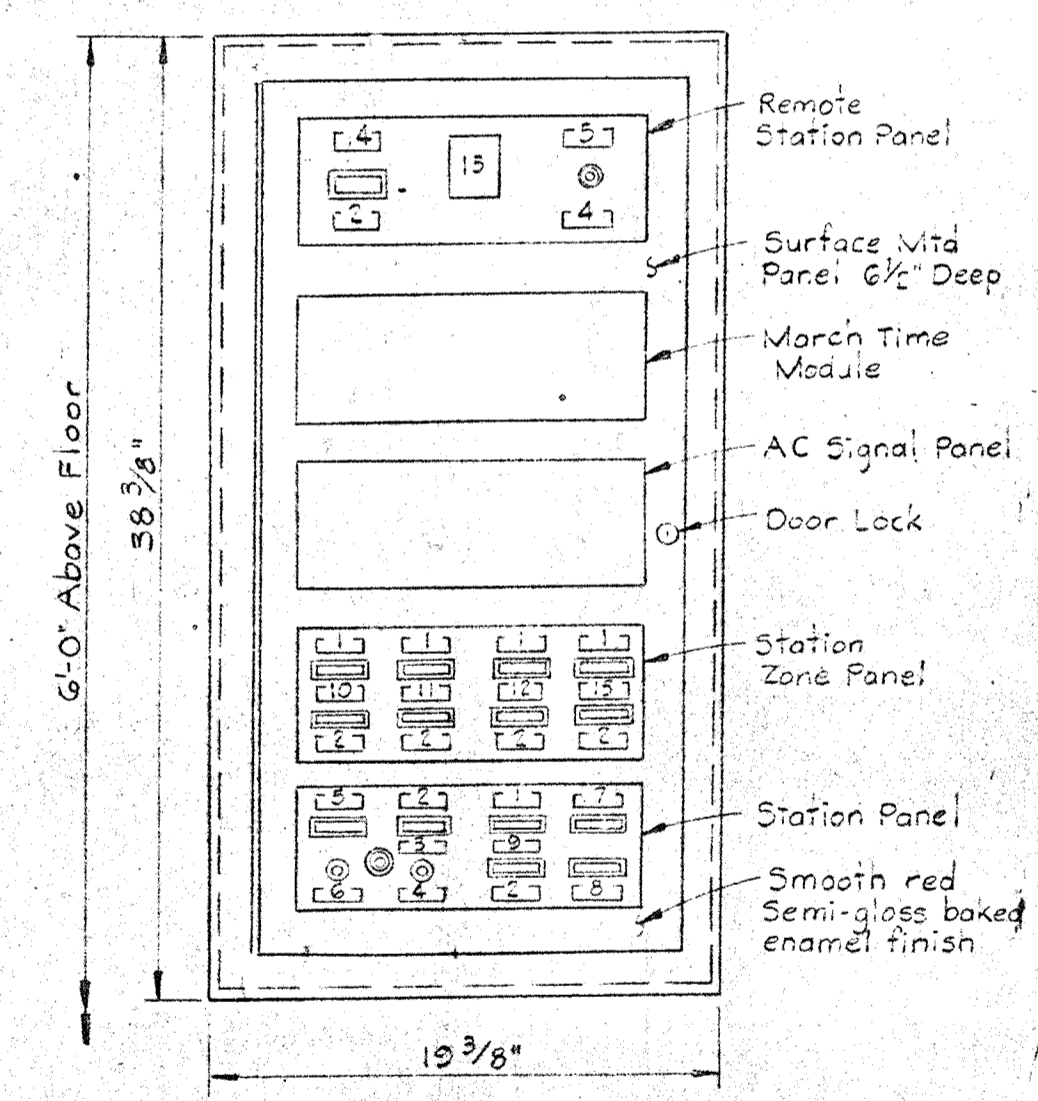 Remote
Station Panel
.4
5
13
2
4
Surface Mtd
Panel 6½" Deep
March Time
Module
AC Signal Panel
Door Lock
6'-0" Above Floor
38 3/8"
Station
Zone Panel
1 1 1 1
10 11 12 13
2 2 2 2
Station Panel
5 2 1 7
3 9
6 4 2 8
Smooth red
Semi-gloss baked
enamel finish
19 3/8"